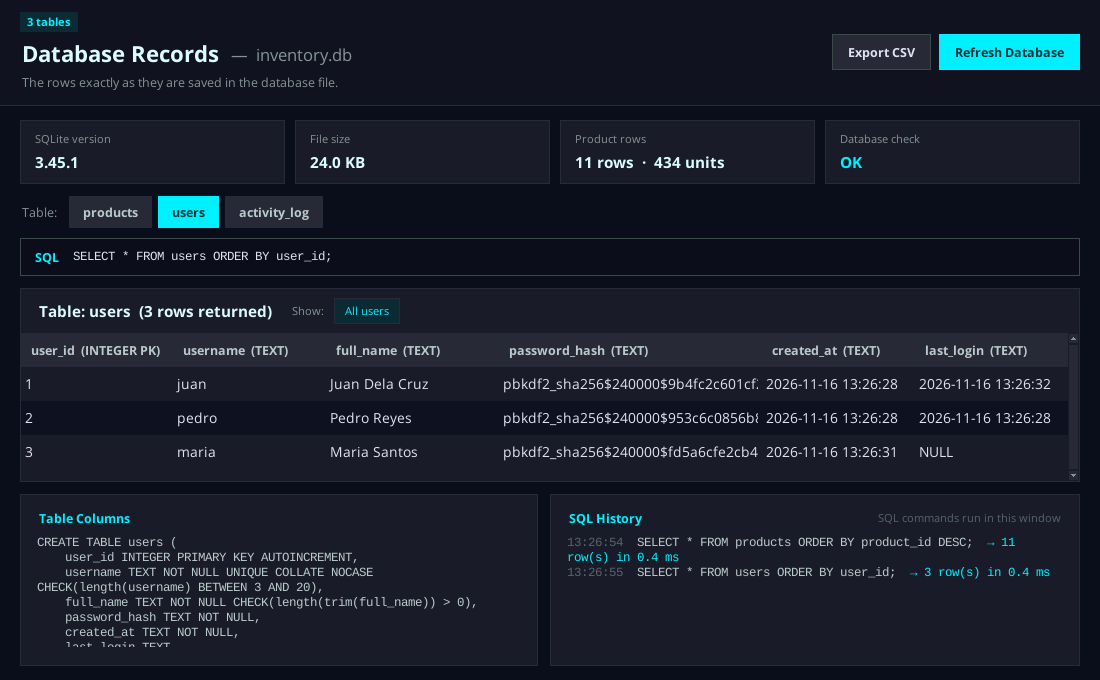 3 tables
Database Records — inventory.db
The rows exactly as they are saved in the database file.
Export CSV
Refresh Database
SQLite version
3.45.1
File size
24.0 KB
Product rows
11 rows · 434 units
Database check
OK
Table: products users activity_log
SQL SELECT * FROM users ORDER BY user_id;
Table: users (3 rows returned) Show: All users
user_id (INTEGER PK) username (TEXT) full_name (TEXT) password_hash (TEXT) created_at (TEXT) last_login (TEXT)
1 juan Juan Dela Cruz pbkdf2_sha256$240000$9b4fc2c601cf 2026-11-16 13:26:28 2026-11-16 13:26:32
2 pedro Pedro Reyes pbkdf2_sha256$240000$953c6c0856b 2026-11-16 13:26:28 2026-11-16 13:26:28
3 maria Maria Santos pbkdf2_sha256$240000$fd5a6cfe2cb4 2026-11-16 13:26:31 NULL
Table Columns
CREATE TABLE users (
user_id INTEGER PRIMARY KEY AUTOINCREMENT,
username TEXT NOT NULL UNIQUE COLLATE NOCASE
CHECK(length(username) BETWEEN 3 AND 20),
full_name TEXT NOT NULL CHECK(length(trim(full_name)) > 0),
password_hash TEXT NOT NULL,
created_at TEXT NOT NULL,
last_login TEXT
SQL History
SQL commands run in this window
13:26:54 SELECT * FROM products ORDER BY product_id DESC; → 11
row(s) in 0.4 ms
13:26:55 SELECT * FROM users ORDER BY user_id; → 3 row(s) in 0.4 ms